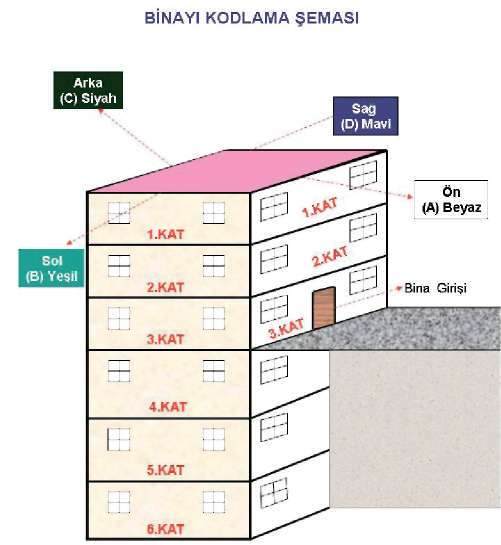 BİNAYI KODLAMA ŞEMASI
Arka
(C) Siyah
Sag
(D) Mavi
Ön
(A) Beyaz
Sol
(B) Yeşil
1.KAT
1.KAT
2.KAT
2.KAT
Bina Girişi
3.KAT
3.KAT
4.KAT
5.KAT
6.KAT